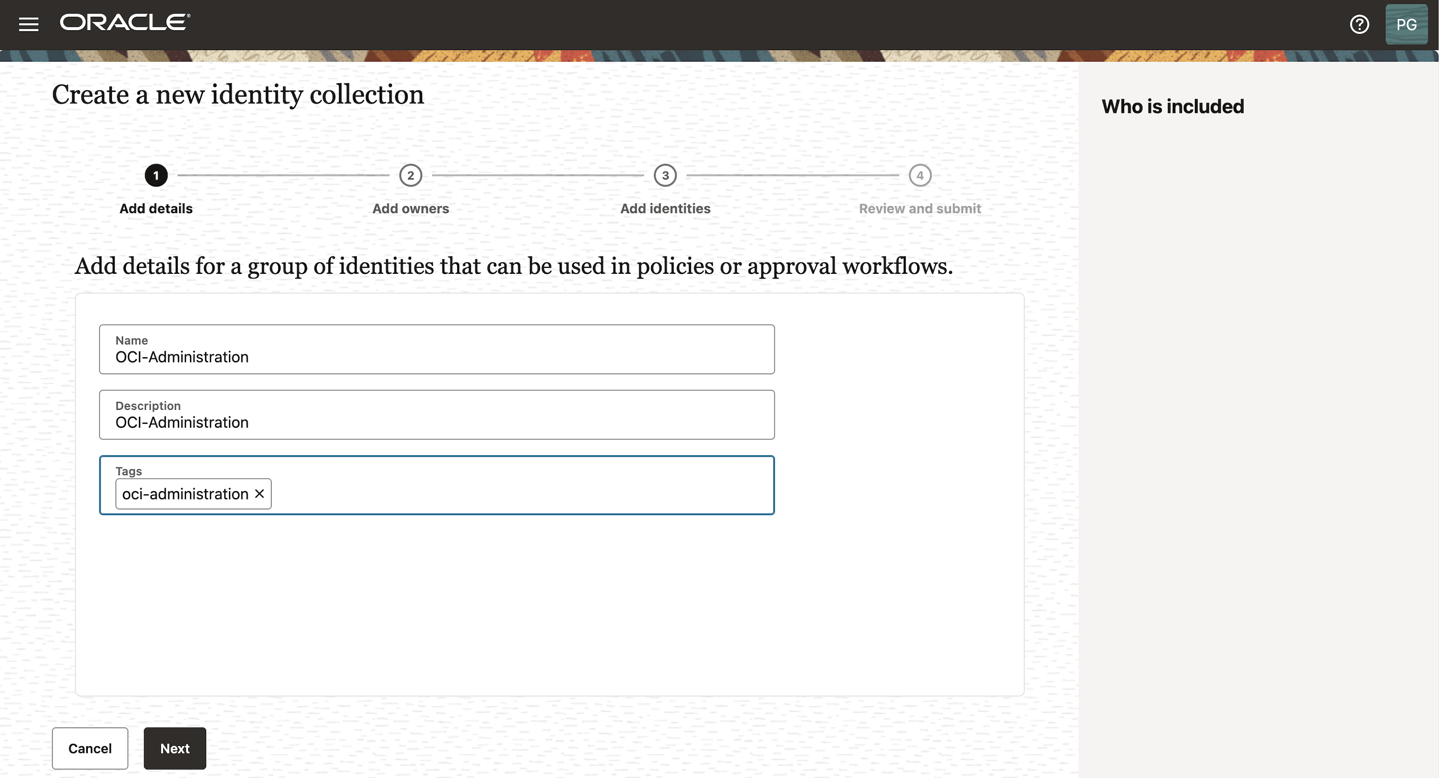 ORACLE®
PG
Create a new identity collection
Who is included
1
2
3
4
Add details
Add owners
Add identities
Review and submit
Add details for a group of identities that can be used in policies or approval workflows.
Name
OCI-Administration
Description
OCI-Administration
Tags
oci-administration ×
Cancel
Next